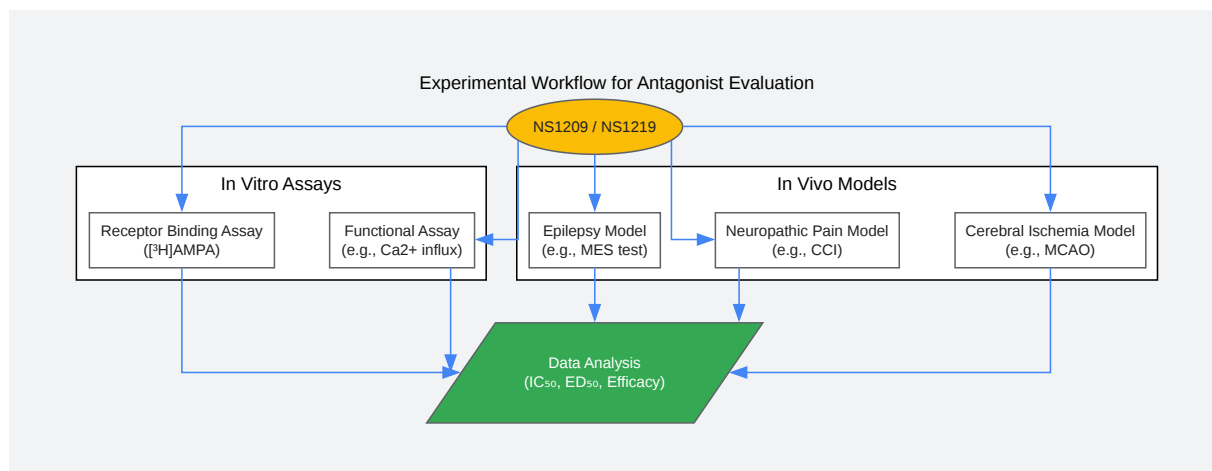 Experimental Workflow for Antagonist Evaluation
NS1209 / NS1219
In Vitro Assays
Receptor Binding Assay
([³H]AMPA)
Functional Assay
(e.g., Ca2+ influx)
In Vivo Models
Epilepsy Model
(e.g., MES test)
Neuropathic Pain Model
(e.g., CCI)
Cerebral Ischemia Model
(e.g., MCAO)
Data Analysis
(IC₅₀, ED₅₀, Efficacy)